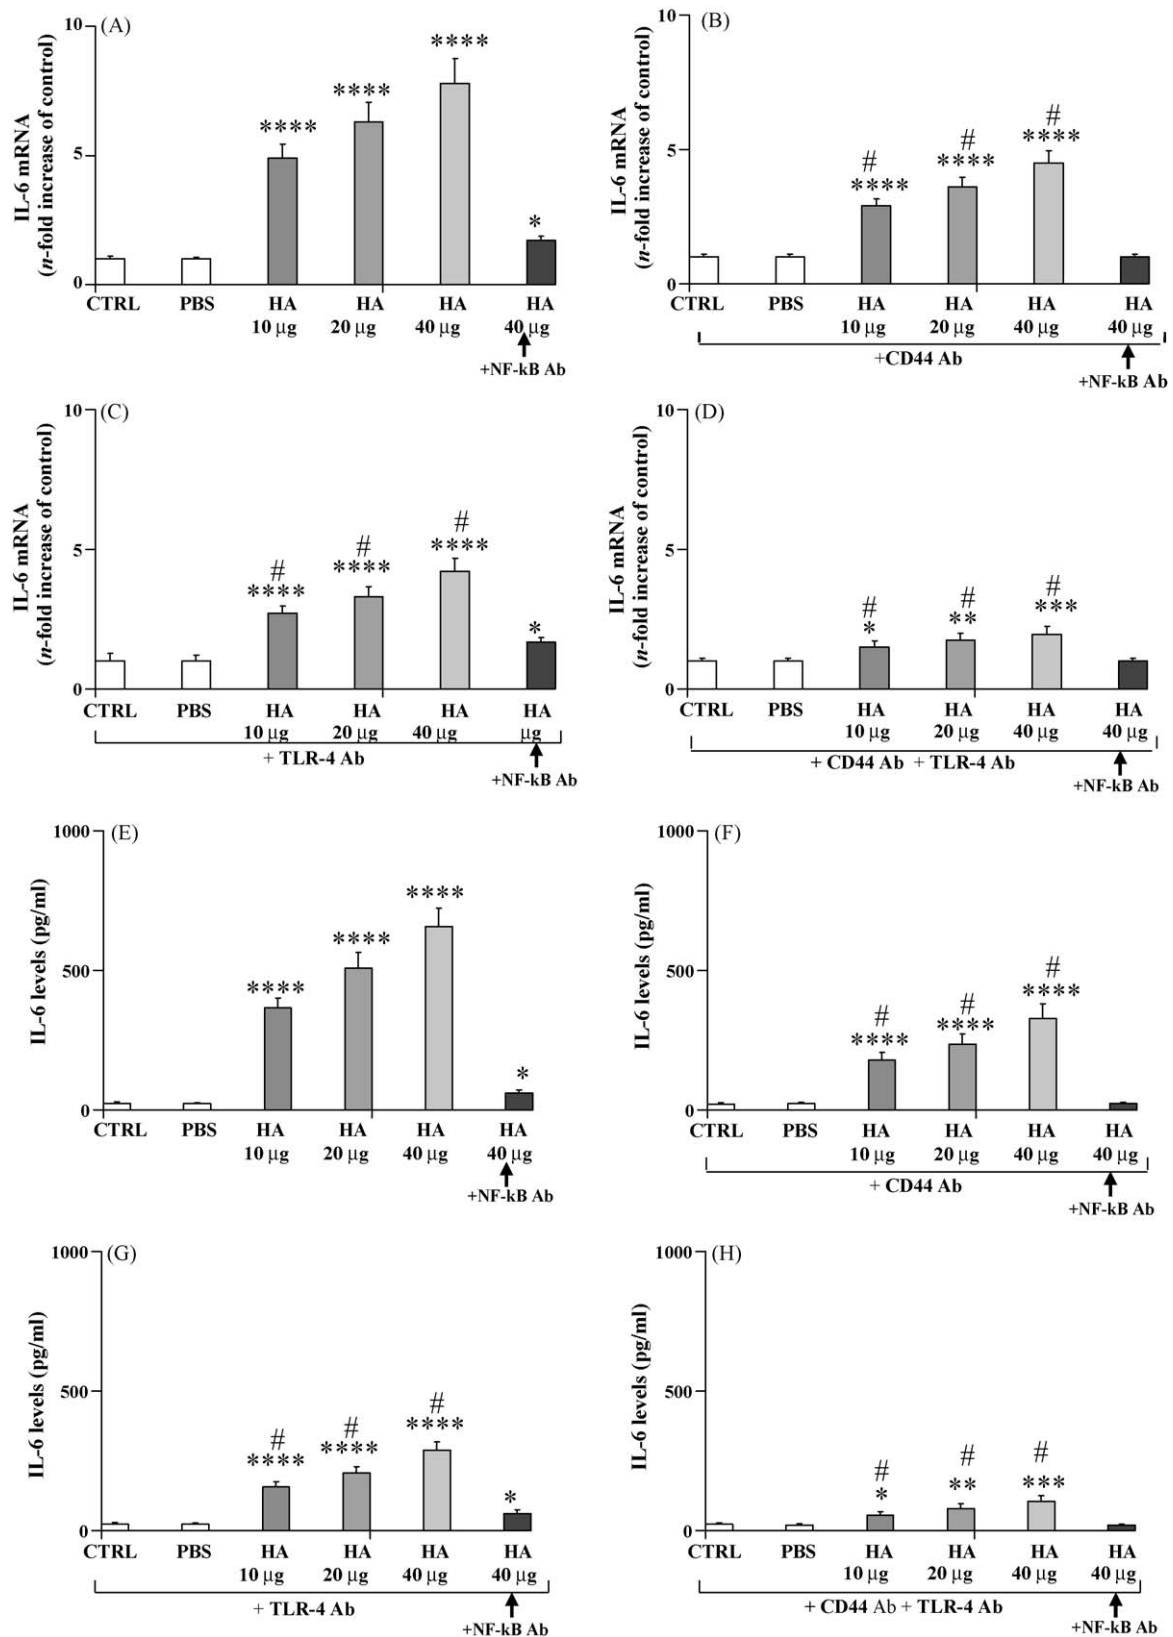 (A)
IL-6 mRNA
(n-fold increase of control)
10
5
0
****
****
****
*
CTRL PBS HA HA HA HA
10 µg 20 µg 40 µg 40 µg
+NF-kB Ab
(B)
IL-6 mRNA
(n-fold increase of control)
10
5
0
# # #
**** **** ****
CTRL PBS HA HA HA HA
10 µg 20 µg 40 µg 40 µg
+CD44 Ab
+NF-kB Ab
(C)
IL-6 mRNA
(n-fold increase of control)
10
5
0
# # #
**** **** ****
*
CTRL PBS HA HA HA HA
10 µg 20 µg 40 µg µg
+ TLR-4 Ab
+NF-kB Ab
(D)
IL-6 mRNA
(n-fold increase of control)
10
5
0
# # #
* ** ***
CTRL PBS HA HA HA HA
10 µg 20 µg 40 µg 40 µg
+ CD44 Ab + TLR-4 Ab
+NF-kB Ab
(E)
IL-6 levels (pg/ml)
1000
500
0
****
****
****
*
CTRL PBS HA HA HA HA
10 µg 20 µg 40 µg 40 µg
+NF-kB Ab
(F)
IL-6 levels (pg/ml)
1000
500
0
# # #
**** **** ****
CTRL PBS HA HA HA HA
10 µg 20 µg 40 µg 40 µg
+ CD44 Ab
+NF-kB Ab
(G)
IL-6 levels (pg/ml)
1000
500
0
# # #
**** **** ****
*
CTRL PBS HA HA HA HA
10 µg 20 µg 40 µg 40 µg
+ TLR-4 Ab
+NF-kB Ab
(H)
IL-6 levels (pg/ml)
1000
500
0
# # #
* ** ***
CTRL PBS HA HA HA HA
10 µg 20 µg 40 µg 40 µg
+ CD44 Ab + TLR-4 Ab
+NF-kB Ab